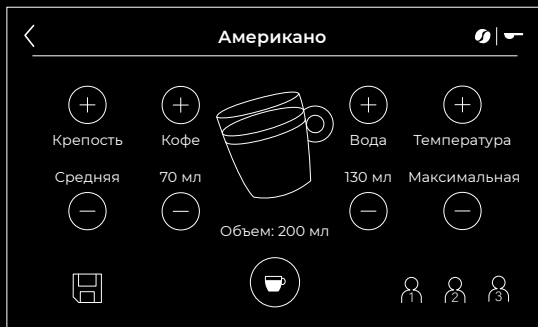 Американо
Крепость Кофе Вода Температура
Средняя 70 мл 130 мл Максимальная
Объем: 200 мл
1 2 3